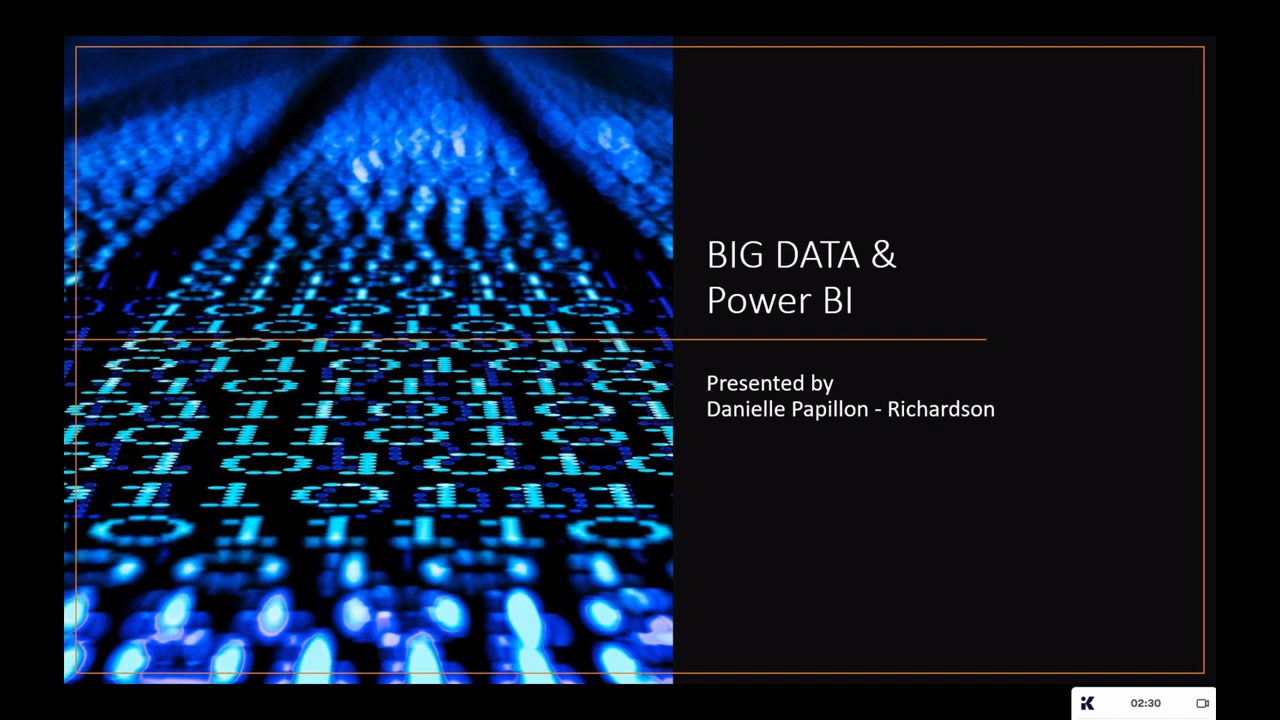 BIG DATA &
Power BI
Presented by
Danielle Papillon - Richardson
02:30